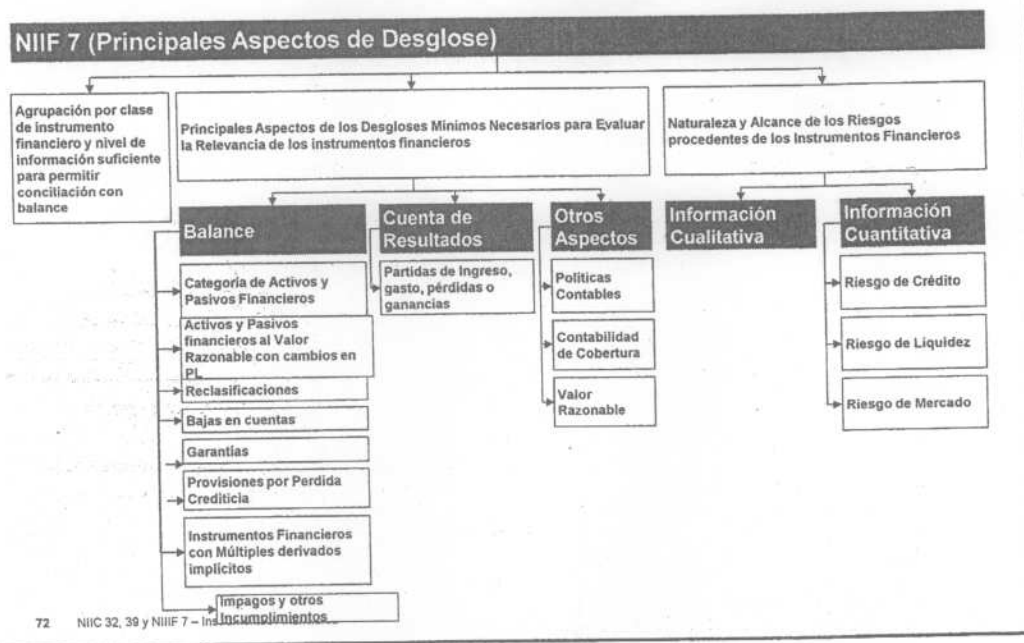 NIIF 7 (Principales Aspectos de Desglose)
Agrupación por clase
de instrumento
financiero y nivel de
información suficiente
para permitir
conciliación con
balance
Principales Aspectos de los Desgloses Mínimos Necesarios para Evaluar
la Relevancia de los instrumentos financieros
Naturaleza y Alcance de los Riesgos
procedentes de los Instrumentos Financieros
Balance
Categoría de Activos y
Pasivos Financieros
Activos y Pasivos
financieros al Valor
Razonable con cambios en
PL
Reclasificaciones
Bajas en cuentas
Garantías
Provisiones por Perdida
Crediticia
Instrumentos Financieros
con Múltiples derivados
implícitos
Impagos y otros
Incumplimientos
Cuenta de
Resultados
Partidas de Ingreso,
gasto, pérdidas o
ganancias
Otros
Aspectos
Políticas
Contables
Contabilidad
de Cobertura
Valor
Razonable
Información
Cualitativa
Información
Cuantitativa
Riesgo de Crédito
Riesgo de Liquidez
Riesgo de Mercado
72 NIIC 32, 39 y NIIIF 7 –